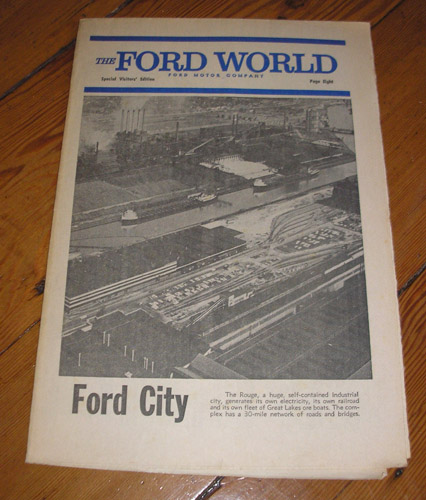 THE FORD WORLD
FORD MOTOR COMPANY
Special Visitors' Edition
Page Eight
Ford City
The Rouge, a huge, self-contained industrial
city, generates its own electricity, its own railroad
and its own fleet of Great Lakes ore boats. The com-
plex has a 30-mile network of roads and bridges.